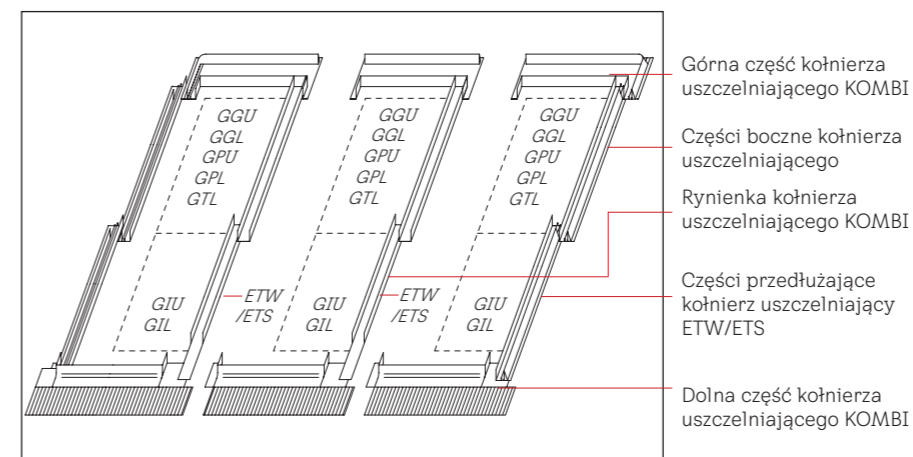 GGU
GGL
GPU
GPL
GTL
GIU
GIL
ETW
/ETS
GGU
GGL
GPU
GPL
GTL
GIU
GIL
ETW
/ETS
GGU
GGL
GPU
GPL
GTL
GIU
GIL
Górna część kołnierza
uszczelniającego KOMBI
Części boczne kołnierza
uszczelniającego
Rynienka kołnierza
uszczelniającego KOMBI
Części przedłużające
kołnierz uszczelniający
ETW/ETS
Dolna część kołnierza
uszczelniającego KOMBI